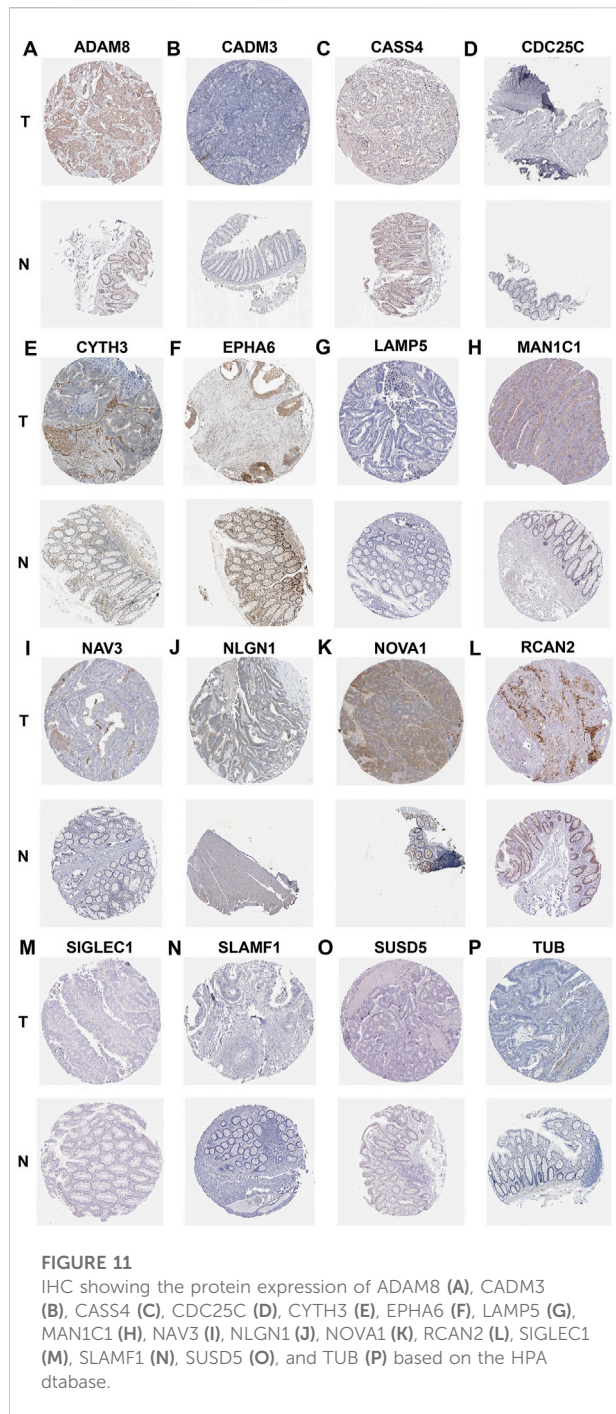 A ADAM8 B CADM3 C CASS4 D CDC25C
T
N
E CYTH3 F EPHA6 G LAMP5 H MAN1C1
T
N
I NAV3 J NLGN1 K NOVA1 L RCAN2
T
N
M SIGLEC1 N SLAMF1 O SUSD5 P TUB
T
N
FIGURE 11
IHC showing the protein expression of ADAM8 (A), CADM3
(B), CASS4 (C), CDC25C (D), CYTH3 (E), EPHA6 (F), LAMP5 (G),
MAN1C1 (H), NAV3 (I), NLGN1 (J), NOVA1 (K), RCAN2 (L), SIGLEC1
(M), SLAMF1 (N), SUSD5 (O), and TUB (P) based on the HPA
dtabase.